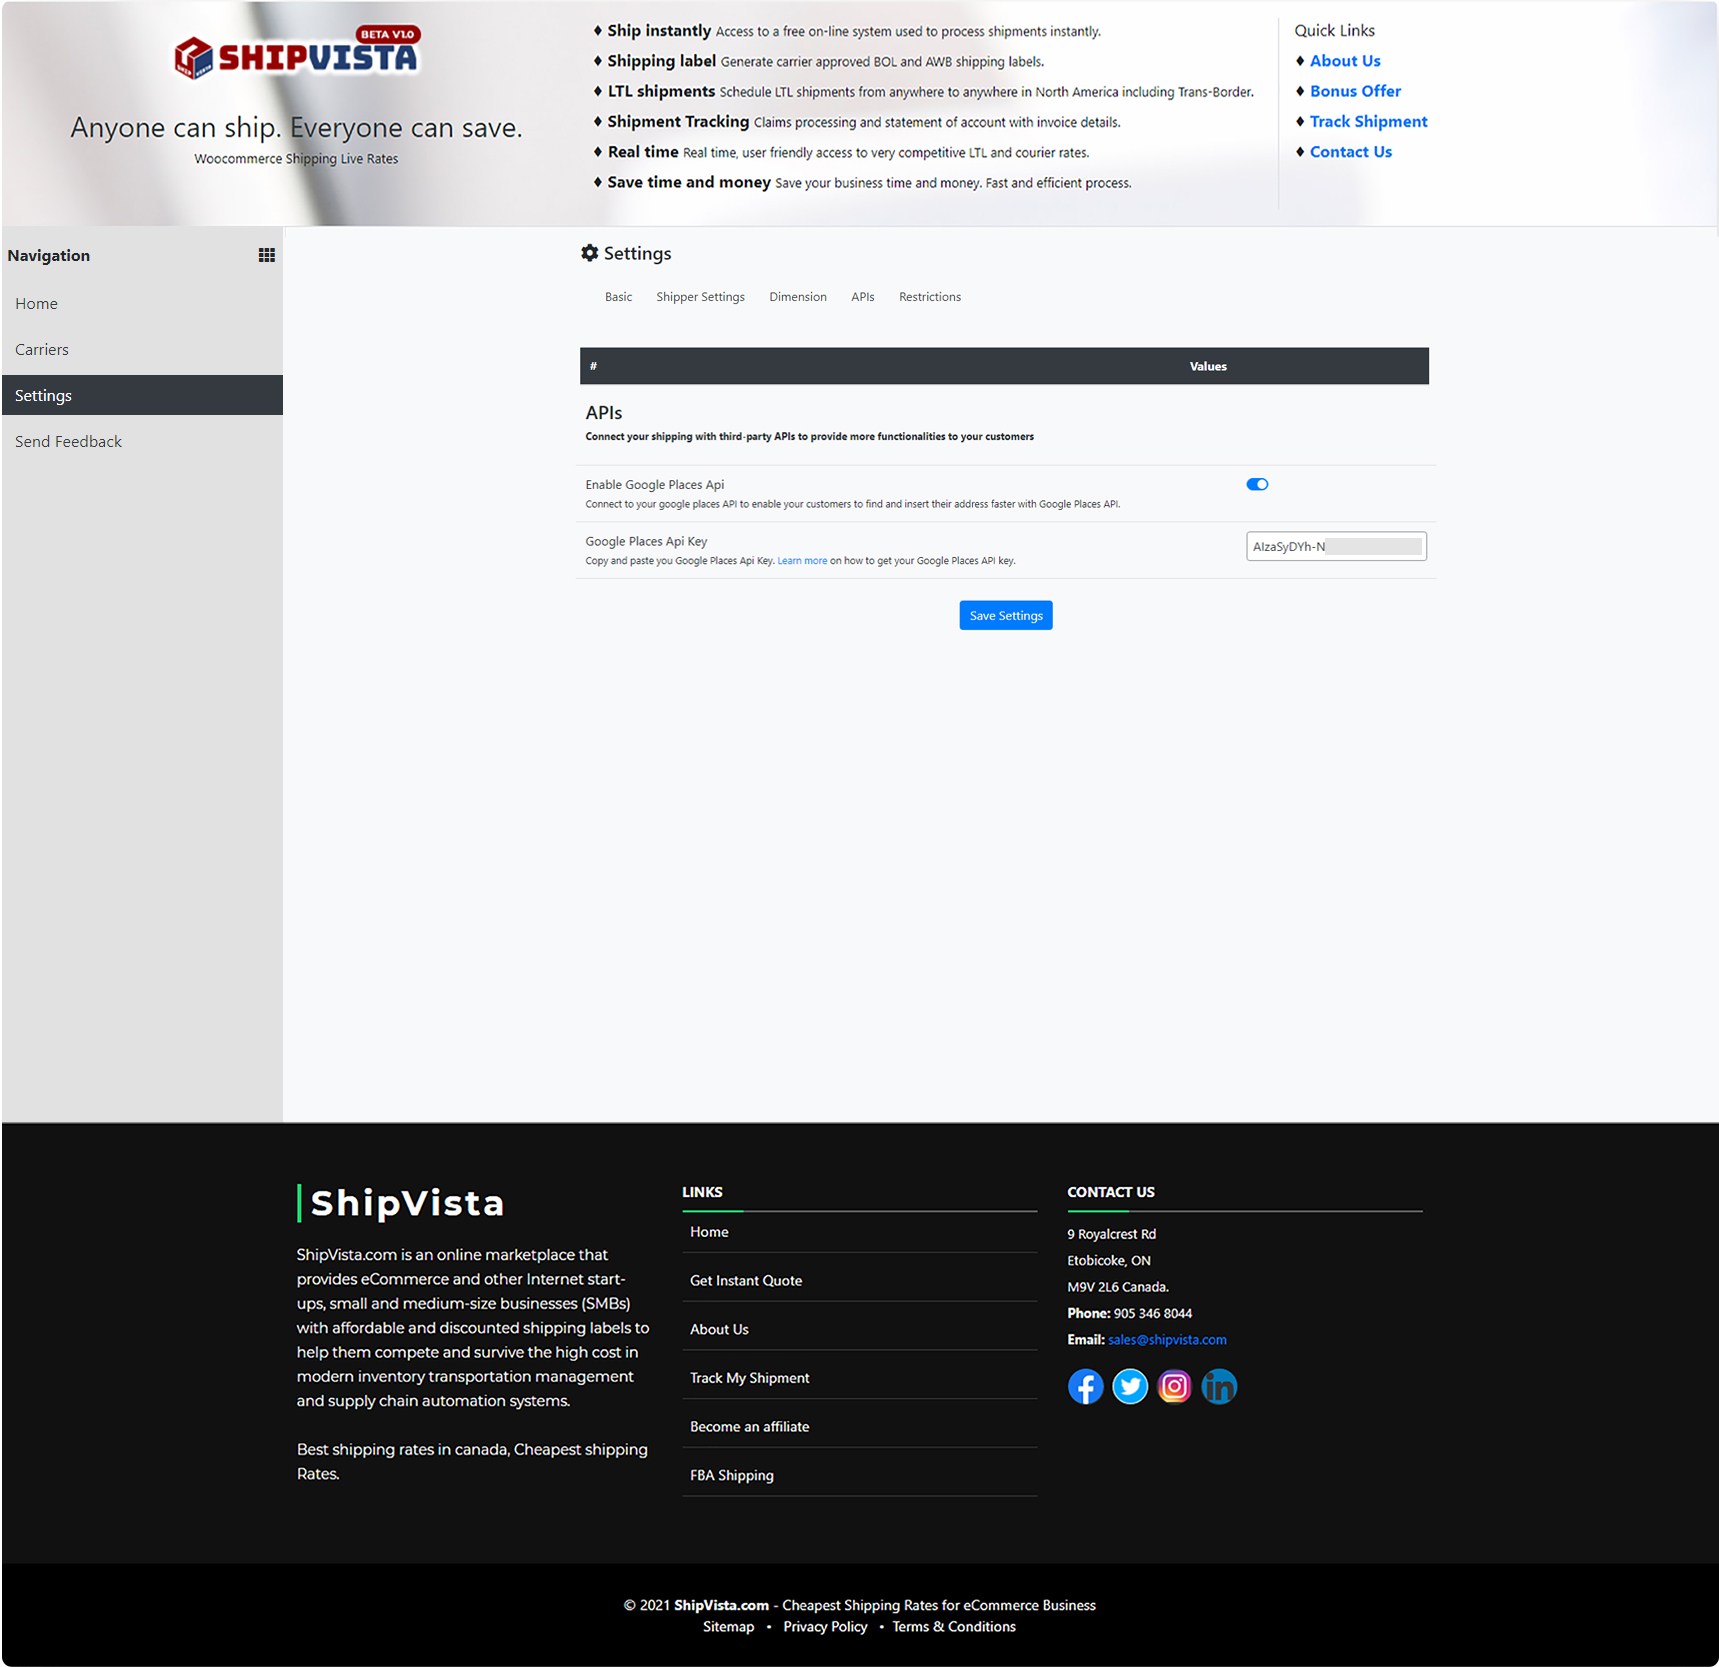 BETA V1.0
SHIPVISTA
Anyone can ship. Everyone can save.
Woocommerce Shipping Live Rates
♦ Ship instantly Access to a free on-line system used to process shipments instantly.
♦ Shipping label Generate carrier approved BOL and AWB shipping labels.
♦ LTL shipments Schedule LTL shipments from anywhere to anywhere in North America including Trans-Border.
♦ Shipment Tracking Claims processing and statement of account with invoice details.
♦ Real time Real time, user friendly access to very competitive LTL and courier rates.
♦ Save time and money Save your business time and money. Fast and efficient process.
Quick Links
♦ About Us
♦ Bonus Offer
♦ Track Shipment
♦ Contact Us
Navigation
Home
Carriers
Settings
Send Feedback
Settings
Basic Shipper Settings Dimension APIs Restrictions
# Values
APIs
Connect your shipping with third-party APIs to provide more functionalities to your customers
Enable Google Places Api
Connect to your google places API to enable your customers to find and insert their address faster with Google Places API.
Google Places Api Key
Copy and paste you Google Places Api Key. Learn more on how to get your Google Places API key.
AIzaSyDYh-N
Save Settings
ShipVista
ShipVista.com is an online marketplace that
provides eCommerce and other Internet start-
ups, small and medium-size businesses (SMBs)
with affordable and discounted shipping labels to
help them compete and survive the high cost in
modern inventory transportation management
and supply chain automation systems.
Best shipping rates in canada, Cheapest shipping
Rates.
LINKS
Home
Get Instant Quote
About Us
Track My Shipment
Become an affiliate
FBA Shipping
CONTACT US
9 Royalcrest Rd
Etobicoke, ON
M9V 2L6 Canada.
Phone: 905 346 8044
Email: sales@shipvista.com
© 2021 ShipVista.com - Cheapest Shipping Rates for eCommerce Business
Sitemap • Privacy Policy • Terms & Conditions